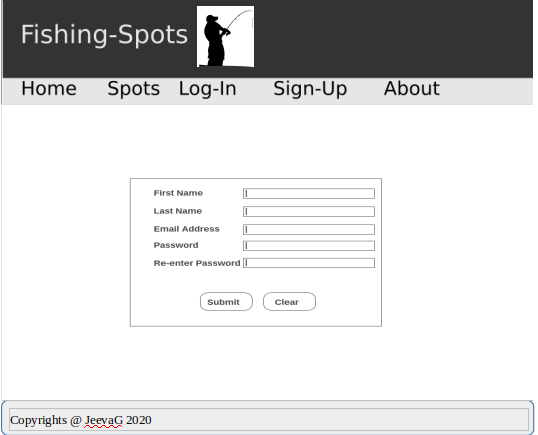 Fishing-Spots
Home Spots Log-In Sign-Up About
First Name
Last Name
Email Address
Password
Re-enter Password
Submit Clear
Copyrights @ JeevaG 2020